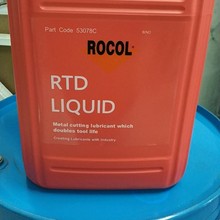 Part Code: 53078C
ROCOL
RTD
LIQUID
Metal cutting lubricant which
doubles tool life